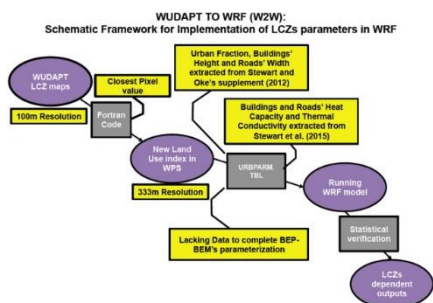 WUDAPT TO WRF (W2W):
Schematic Framework for Implementation of LCZs parameters in WRF
WUDAPT
LCZ maps
100m Resolution
Closest Pixel
value
Fortran
Code
Urban Fraction, Buildings'
Height and Roads' Width
extracted from Stewart and
Oke's supplement (2012)
Buildings and Roads' Heat
Capacity and Thermal
Conductivity extracted from
Stewart et al. (2015)
New Land
Use index in
WPS
333m Resolution
URBPARM.
TBL
Running
WRF model
Lacking Data to complete BEP-
BEM's parameterization
Statistical
verification
LCZs
dependent
outputs